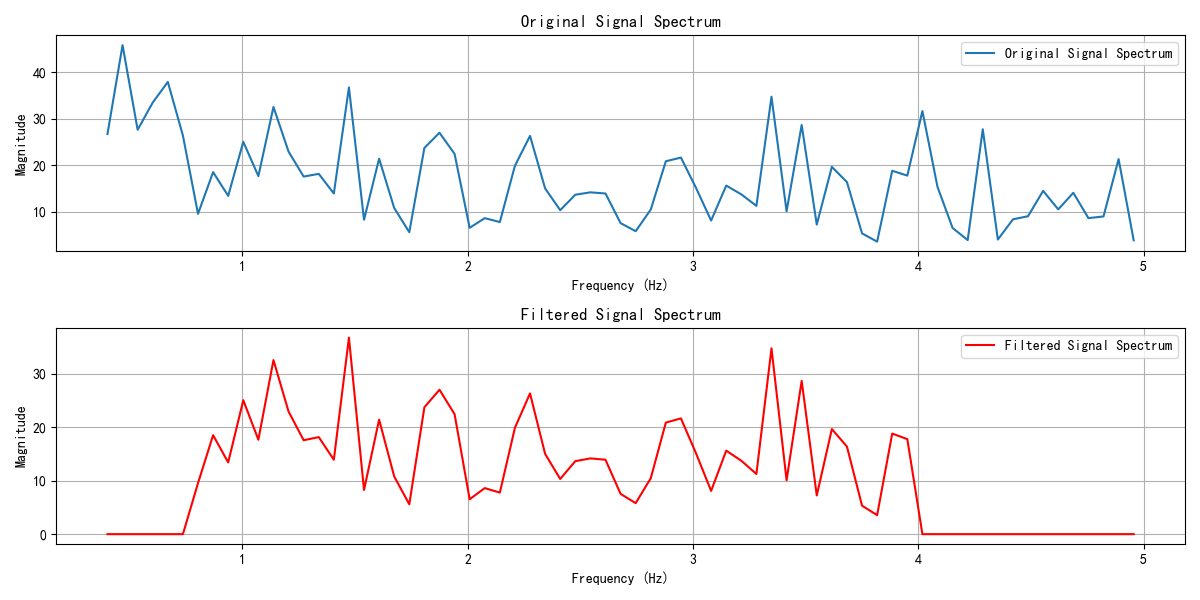 Original Signal Spectrum
Original Signal Spectrum
Magnitude
40
30
20
10
1 2 3 4 5
Frequency (Hz)
Filtered Signal Spectrum
Filtered Signal Spectrum
Magnitude
30
20
10
0
1 2 3 4 5
Frequency (Hz)